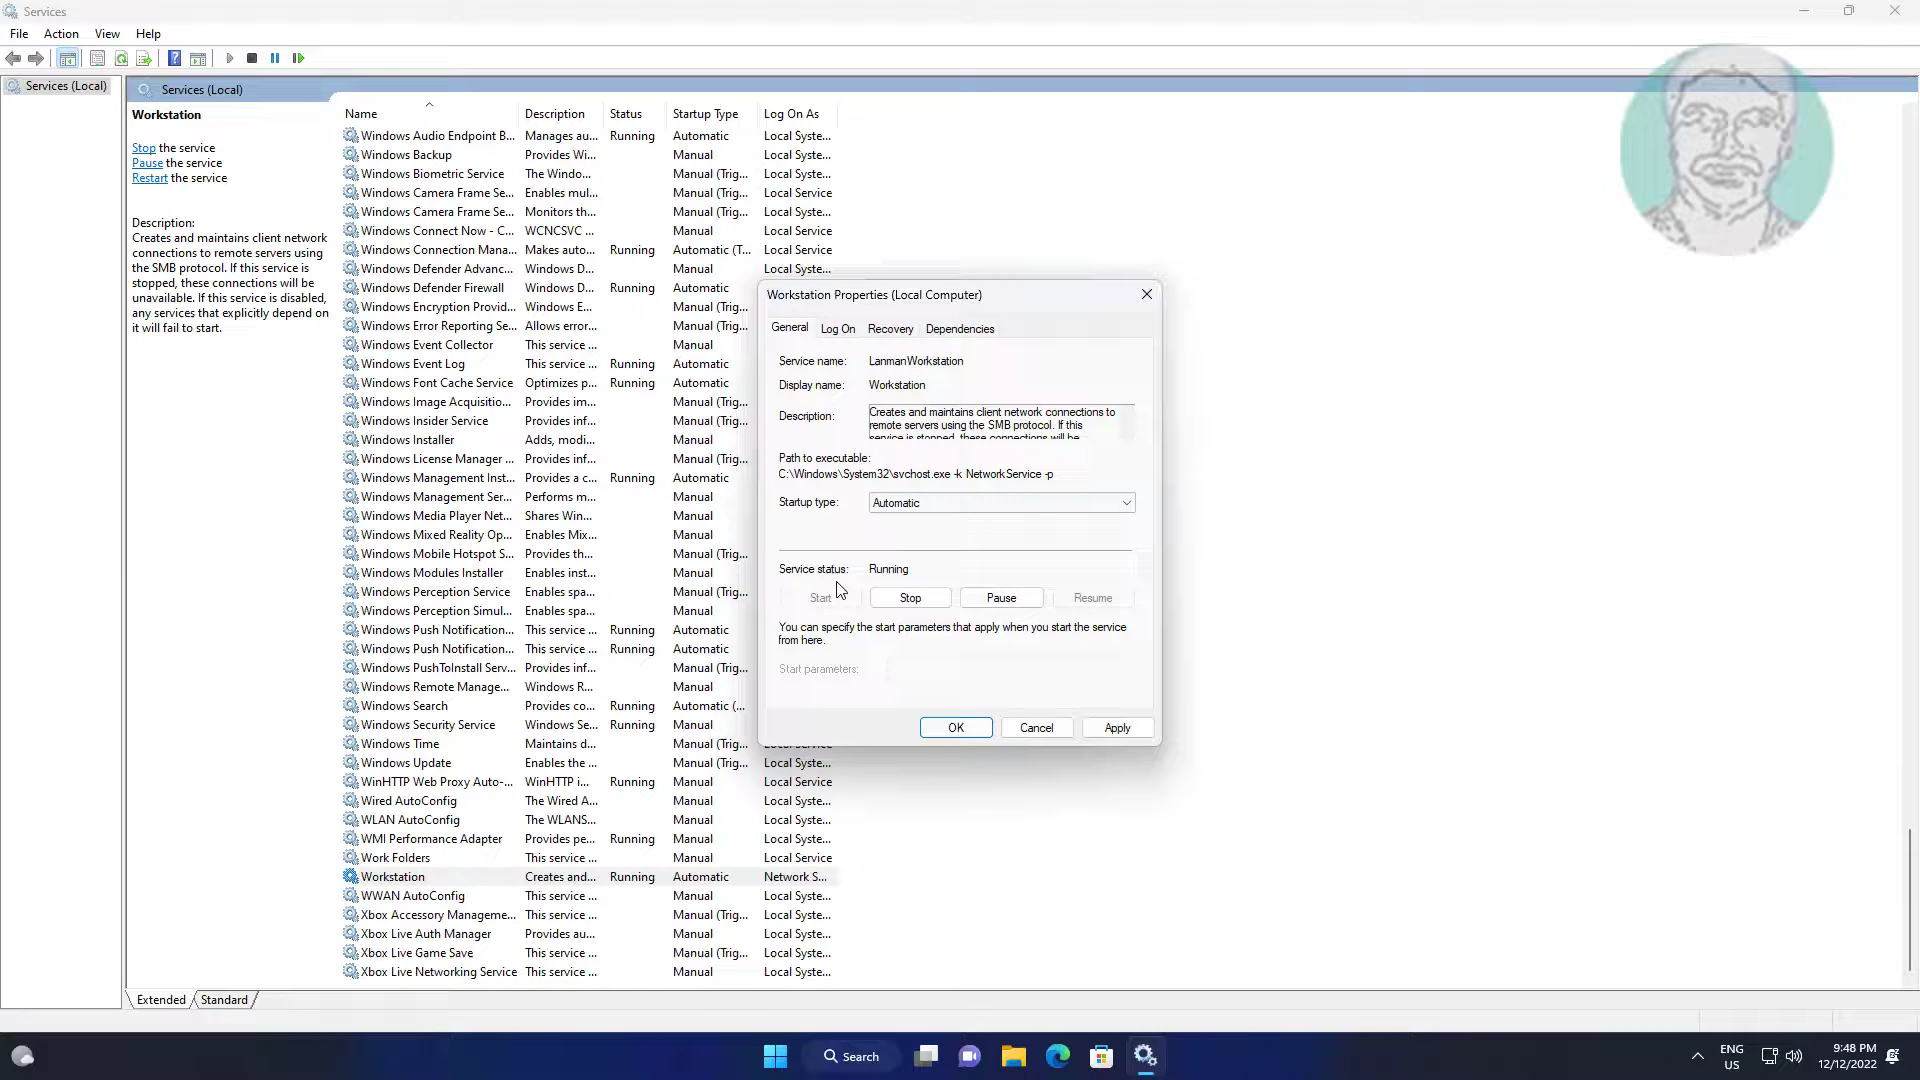 Services
File Action View Help
Services (Local)
Services (Local)
Workstation
Stop the service
Pause the service
Restart the service
Description:
Creates and maintains client network
connections to remote servers using
the SMB protocol. If this service is
stopped, these connections will be
unavailable. If this service is disabled,
any services that explicitly depend on
it will fail to start.
Name Description Status Startup Type Log On As
Windows Audio Endpoint B... Manages au... Running Automatic Local Syste...
Windows Backup Provides Wi... Manual Local Syste...
Windows Biometric Service The Windo... Manual (Trig... Local Syste...
Windows Camera Frame Se... Enables mul... Manual (Trig... Local Service
Windows Camera Frame Se... Monitors th... Manual (Trig... Local Syste...
Windows Connect Now - C... WCNCSVC ... Manual Local Service
Windows Connection Mana... Makes auto... Running Automatic (T... Local Service
Windows Defender Advanc... Windows D... Manual Local Syste...
Windows Defender Firewall Windows D... Running Automatic
Windows Encryption Provid... Windows E... Manual (Trig...
Windows Error Reporting Se... Allows error... Manual (Trig...
Windows Event Collector This service ... Manual
Windows Event Log This service ... Running Automatic
Windows Font Cache Service Optimizes p... Running Automatic
Windows Image Acquisitio... Provides im... Manual (Trig...
Windows Insider Service Provides inf... Manual (Trig...
Windows Installer Adds, modi... Manual
Windows License Manager ... Provides inf... Manual (Trig...
Windows Management Inst... Provides a c... Running Automatic
Windows Management Ser... Performs m... Manual
Windows Media Player Net... Shares Win... Manual
Windows Mixed Reality Op... Enables Mix... Manual
Windows Mobile Hotspot S... Provides th... Manual (Trig...
Windows Modules Installer Enables inst... Manual
Windows Perception Service Enables spa... Manual (Trig...
Windows Perception Simul... Enables spa... Manual
Windows Push Notification... This service ... Running Automatic
Windows Push Notification... This service ... Running Automatic
Windows PushToInstall Serv... Provides inf... Manual (Trig...
Windows Remote Manage... Windows R... Manual
Windows Search Provides co... Running Automatic (...
Windows Security Service Windows Se... Running Manual
Windows Time Maintains d... Manual (Trig... Local Service
Windows Update Enables the ... Manual (Trig... Local Syste...
WinHTTP Web Proxy Auto-... WinHTTP i... Running Manual Local Service
Wired AutoConfig The Wired A... Manual Local Syste...
WLAN AutoConfig The WLANS... Manual Local Syste...
WMI Performance Adapter Provides pe... Running Manual Local Syste...
Work Folders This service ... Manual Local Service
Workstation Creates and... Running Automatic Network S...
WWAN AutoConfig This service ... Manual Local Syste...
Xbox Accessory Manageme... This service ... Manual (Trig... Local Syste...
Xbox Live Auth Manager Provides au... Manual Local Syste...
Xbox Live Game Save This service ... Manual (Trig... Local Syste...
Xbox Live Networking Service This service ... Manual Local Syste...
Workstation Properties (Local Computer)
General Log On Recovery Dependencies
Service name: LanmanWorkstation
Display name: Workstation
Description: Creates and maintains client network connections to
remote servers using the SMB protocol. If this
service is stopped, these connections will be
Path to executable:
C:\Windows\System32\svchost.exe -k NetworkService -p
Startup type: Automatic
Service status: Running
Start Stop Pause Resume
You can specify the start parameters that apply when you start the service
from here.
Start parameters:
OK Cancel Apply
Extended Standard
Search
ENG
US
9:48 PM
12/12/2022